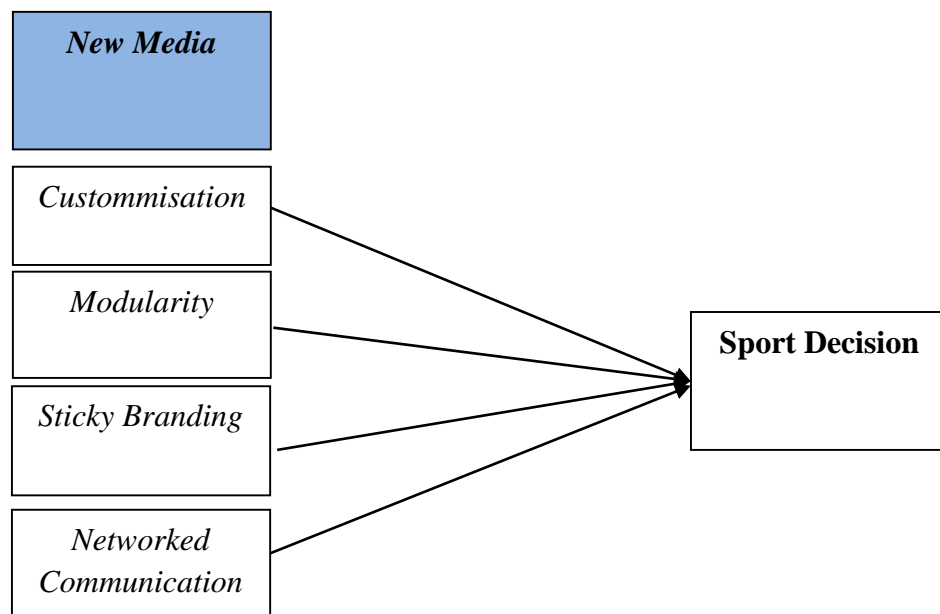 New Media
Custommisation
Modularity
Sport Decision
Sticky Branding
Networked
Communication